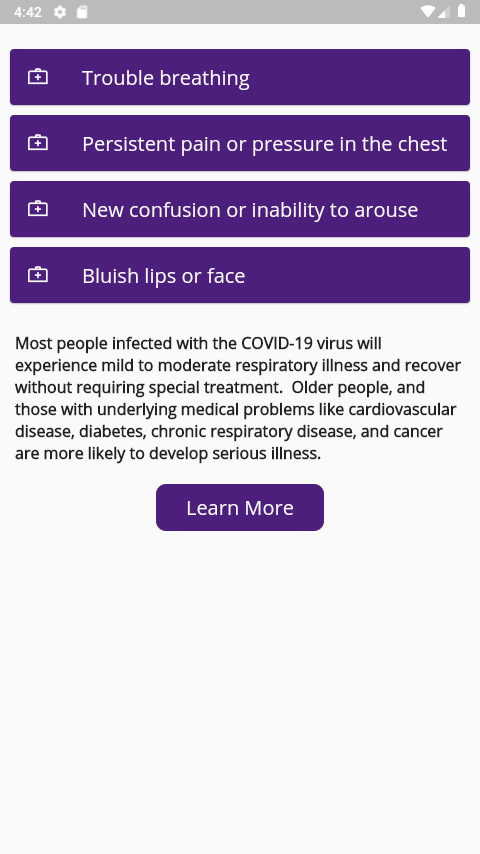 4:42
Trouble breathing
Persistent pain or pressure in the chest
New confusion or inability to arouse
Bluish lips or face
Most people infected with the COVID-19 virus will
experience mild to moderate respiratory illness and recover
without requiring special treatment.  Older people, and
those with underlying medical problems like cardiovascular
disease, diabetes, chronic respiratory disease, and cancer
are more likely to develop serious illness.
Learn More